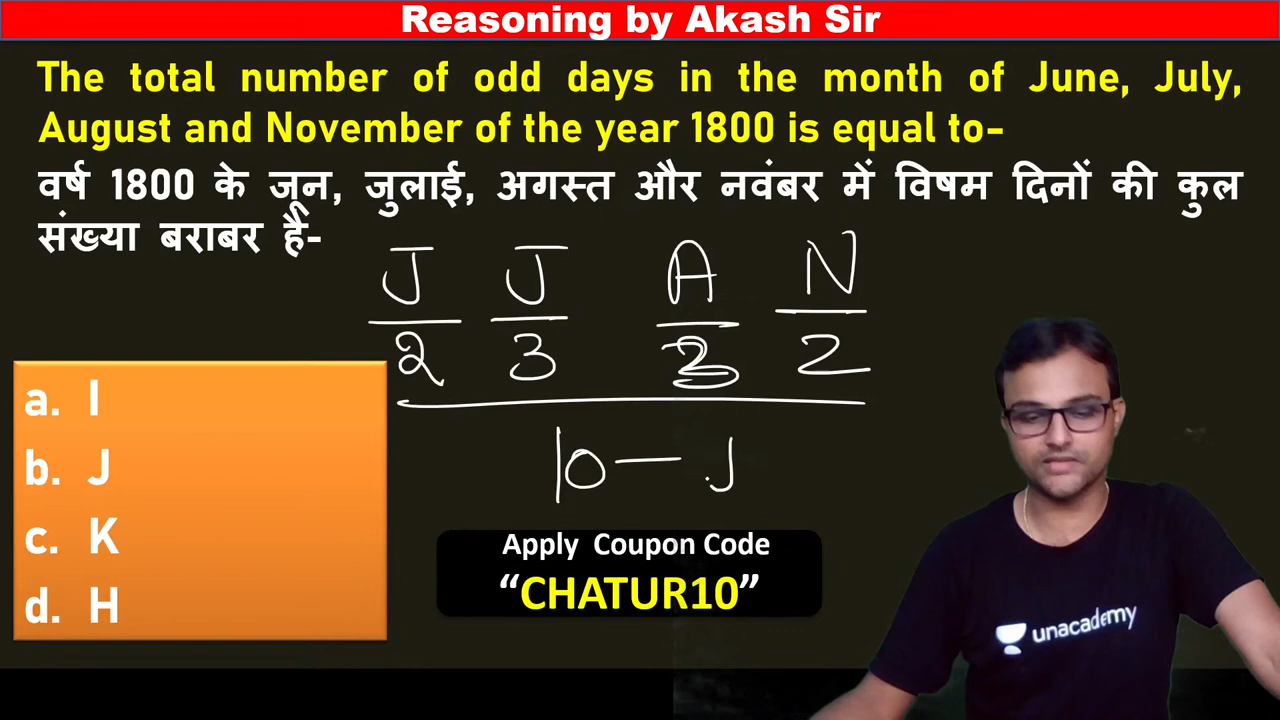 Reasoning by Akash Sir
The total number of odd days in the month of June, July,
August and November of the year 1800 is equal to-
वर्ष 1800 के जून, जुलाई, अगस्त और नवंबर में विषम दिनों की कुल
संख्या बराबर है-
J J A N
2 3 3 2
10 — J
a. I
b. J
c. K
d. H
Apply Coupon Code
“CHATUR10”
unacademy